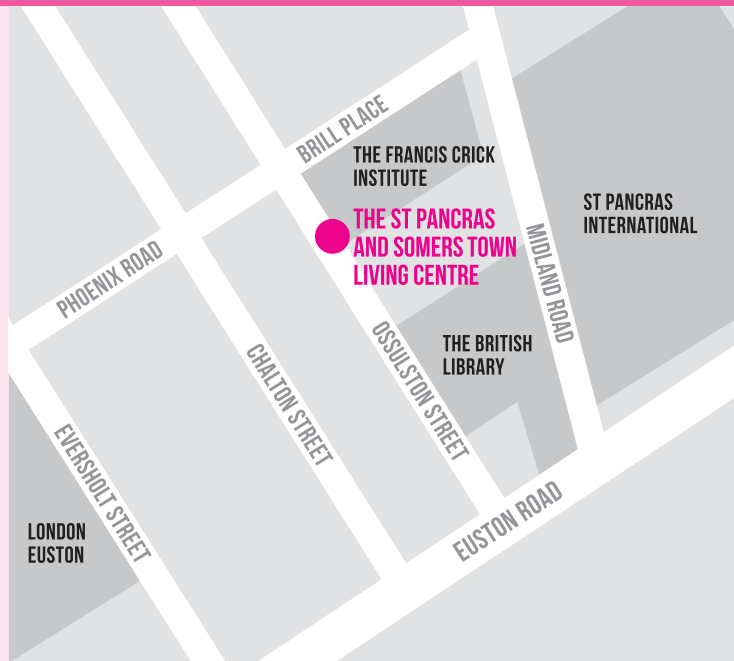 BRILL PLACE
THE FRANCIS CRICK
INSTITUTE
ST PANCRAS
INTERNATIONAL
THE ST PANCRAS
AND SOMERS TOWN
LIVING CENTRE
MIDLAND ROAD
PHOENIX ROAD
OSSULSTON STREET
THE BRITISH
LIBRARY
CHALTON STREET
EVERSHOLT STREET
EUSTON ROAD
LONDON
EUSTON